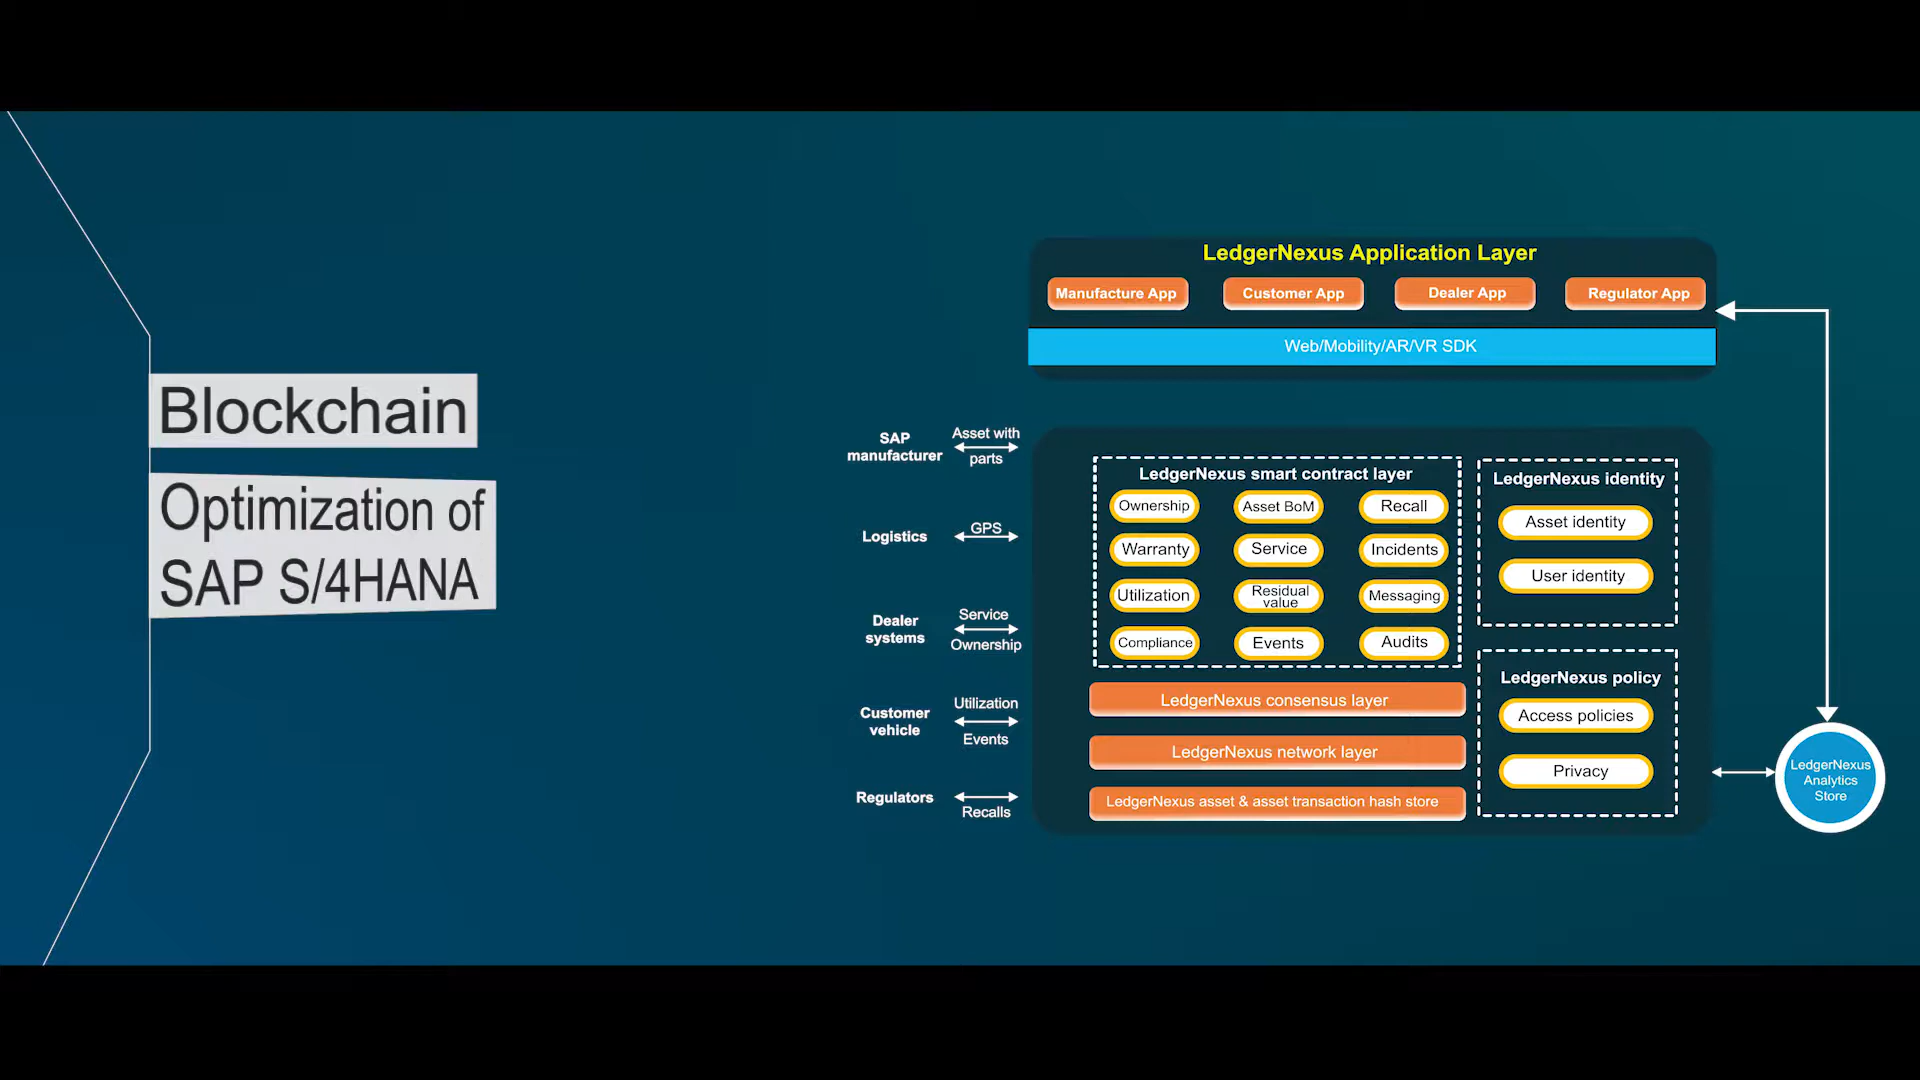 Blockchain
Optimization of
SAP S/4HANA
LedgerNexus Application Layer
Manufacture App
Customer App
Dealer App
Regulator App
Web/Mobility/AR/VR SDK
SAP
manufacturer
Asset with
parts
Logistics
GPS
Dealer
systems
Service
Ownership
Customer
vehicle
Utilization
Events
Regulators
Recalls
LedgerNexus smart contract layer
Ownership
Asset BoM
Recall
Warranty
Service
Incidents
Utilization
Residual
value
Messaging
Compliance
Events
Audits
LedgerNexus consensus layer
LedgerNexus network layer
LedgerNexus asset & asset transaction hash store
LedgerNexus identity
Asset identity
User identity
LedgerNexus policy
Access policies
Privacy
LedgerNexus
Analytics
Store